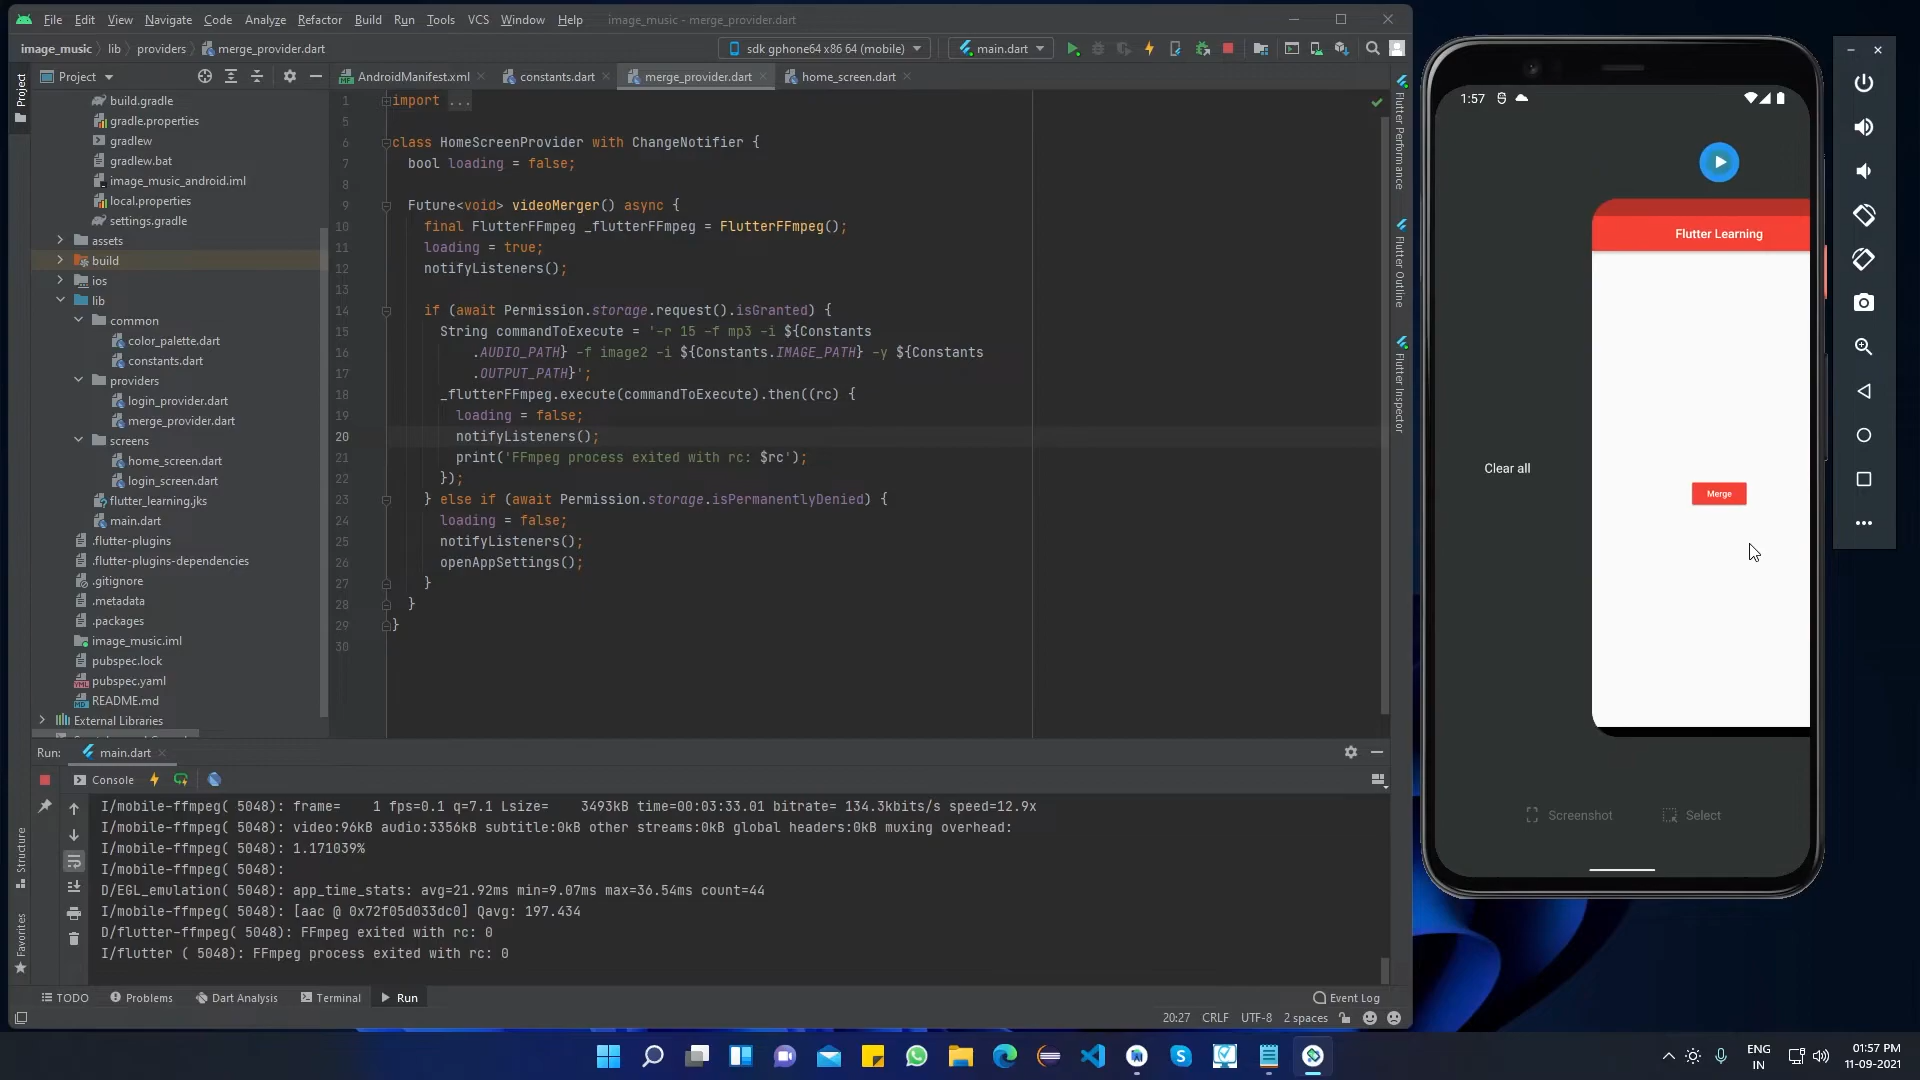 File Edit View Navigate Code Analyze Refactor Build Run Tools VCS Window Help image_music - merge_provider.dart
image_music lib providers merge_provider.dart sdk gphone64 x86 64 (mobile) main.dart
Project AndroidManifest.xml constants.dart merge_provider.dart home_screen.dart
Project
build.gradle
gradle.properties
gradlew
gradlew.bat
image_music_android.iml
local.properties
settings.gradle
assets
build
ios
lib
common
color_palette.dart
constants.dart
providers
login_provider.dart
merge_provider.dart
screens
home_screen.dart
login_screen.dart
flutter_learning.jks
main.dart
.flutter-plugins
.flutter-plugins-dependencies
.gitignore
.metadata
.packages
image_music.iml
pubspec.lock
pubspec.yaml
README.md
External Libraries
1 import ...
5
6 class HomeScreenProvider with ChangeNotifier {
7 bool loading = false;
8
9 Future<void> videoMerger() async {
10 final FlutterFFmpeg _flutterFFmpeg = FlutterFFmpeg();
11 loading = true;
12 notifyListeners();
13
14 if (await Permission.storage.request().isGranted) {
15 String commandToExecute = '-r 15 -f mp3 -i ${Constants
16 .AUDIO_PATH} -f image2 -i ${Constants.IMAGE_PATH} -y ${Constants
17 .OUTPUT_PATH}';
18 _flutterFFmpeg.execute(commandToExecute).then((rc) {
19 loading = false;
20 notifyListeners();
21 print('FFmpeg process exited with rc: $rc');
22 });
23 } else if (await Permission.storage.isPermanentlyDenied) {
24 loading = false;
25 notifyListeners();
26 openAppSettings();
27 }
28 }
29 }
30
Flutter Performance
Flutter Outline
Flutter Inspector
Run: main.dart
Console
I/mobile-ffmpeg( 5048): frame= 1 fps=0.1 q=7.1 Lsize= 3493kB time=00:03:33.01 bitrate= 134.3kbits/s speed=12.9x
I/mobile-ffmpeg( 5048): video:96kB audio:3356kB subtitle:0kB other streams:0kB global headers:0kB muxing overhead:
I/mobile-ffmpeg( 5048): 1.171039%
I/mobile-ffmpeg( 5048):
D/EGL_emulation( 5048): app_time_stats: avg=21.92ms min=9.07ms max=36.54ms count=44
I/mobile-ffmpeg( 5048): [aac @ 0x72f05d033dc0] Qavg: 197.434
D/flutter-ffmpeg( 5048): FFmpeg exited with rc: 0
I/flutter ( 5048): FFmpeg process exited with rc: 0
Structure
Favorites
TODO Problems Dart Analysis Terminal Run Event Log
20:27 CRLF UTF-8 2 spaces
1:57
Flutter Learning
Clear all
Merge
Screenshot Select
ENG
IN
01:57 PM
11-09-2021